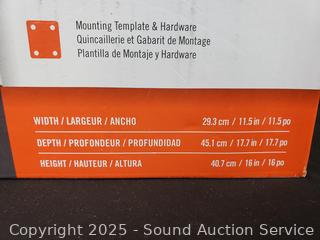 Mounting Template & Hardware
Quincaillerie et Gabarit de Montage
Plantilla de Montaje y Hardware
WIDTH / LARGEUR / ANCHO 29.3 cm / 11.5 in / 11.5 po
DEPTH / PROFONDEUR / PROFUNDIDAD 45.1 cm / 17.7 in / 17.7 po
HEIGHT / HAUTEUR / ALTURA 40.7 cm / 16 in / 16 po
Copyright 2025 - Sound Auction Service